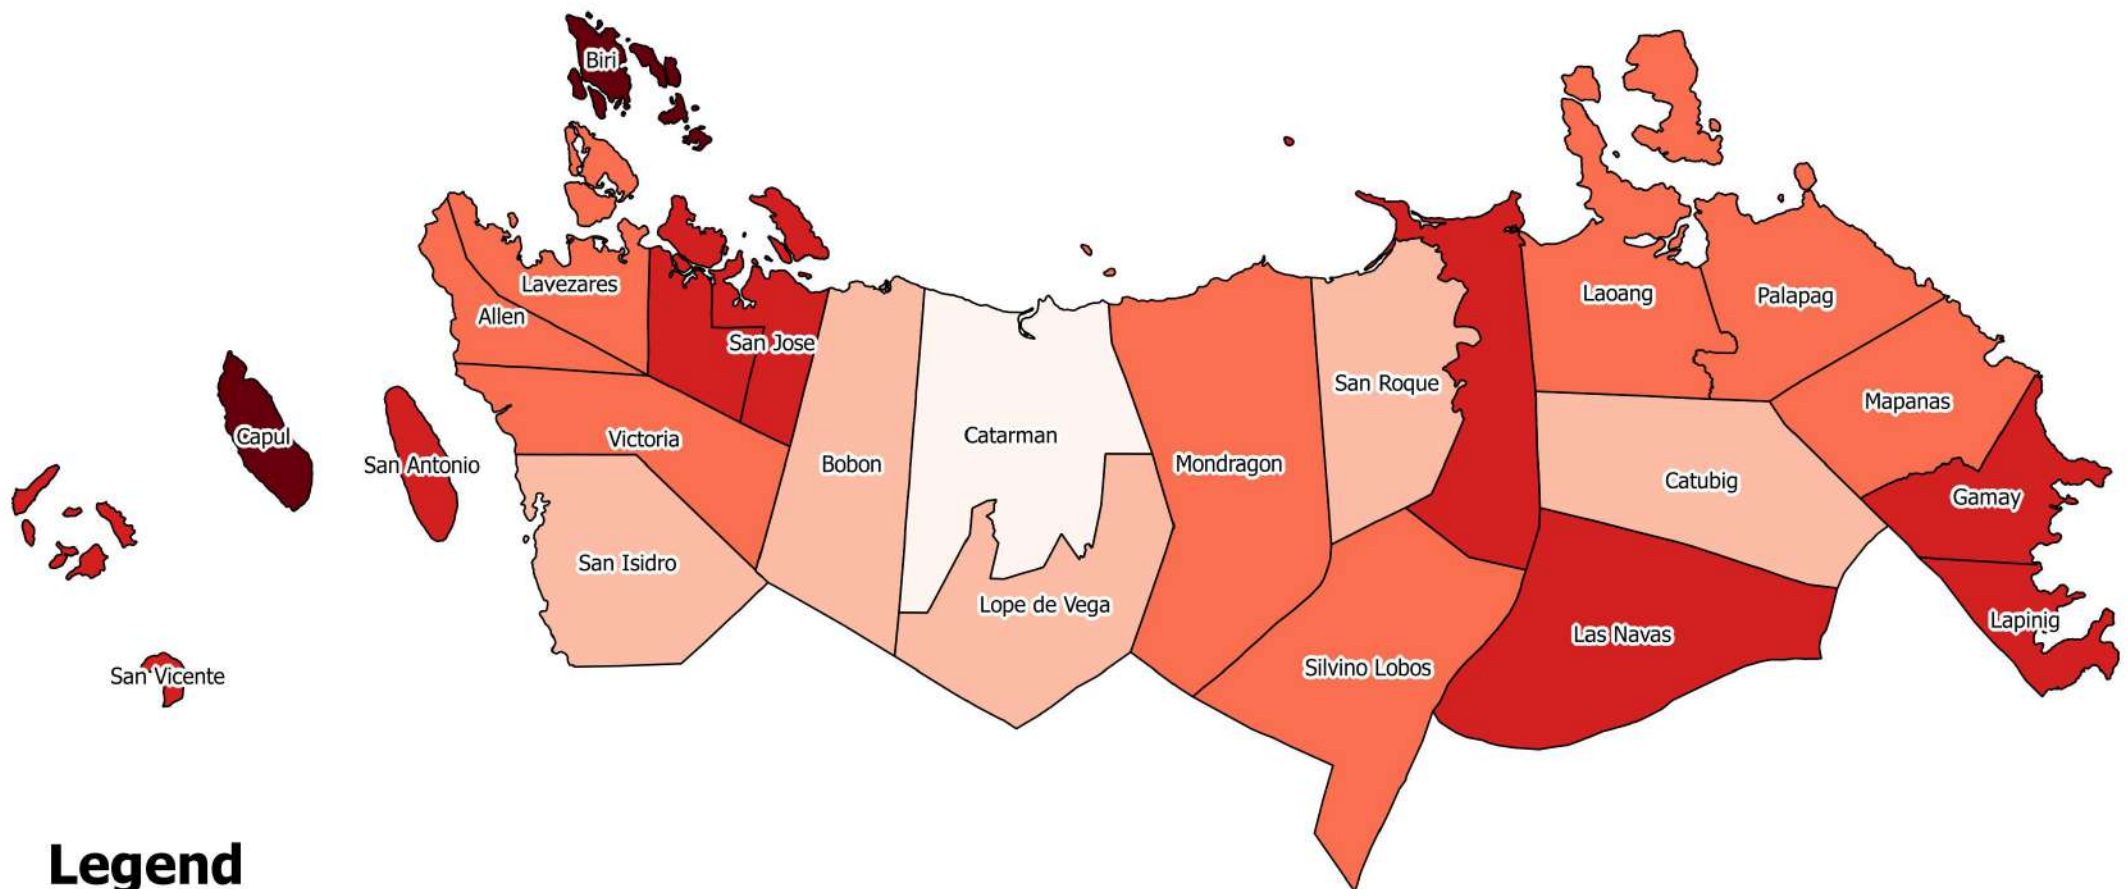 Biri
Lavezares
Allen
San Jose
Laoang
Palapag
San Roque
Mapanas
Capul
San Antonio
Victoria
Bobon
Catarman
Mondragon
Catubig
Gamay
San Isidro
Lope de Vega
Silvino Lobos
Las Navas
Lapinig
San Vicente
Legend